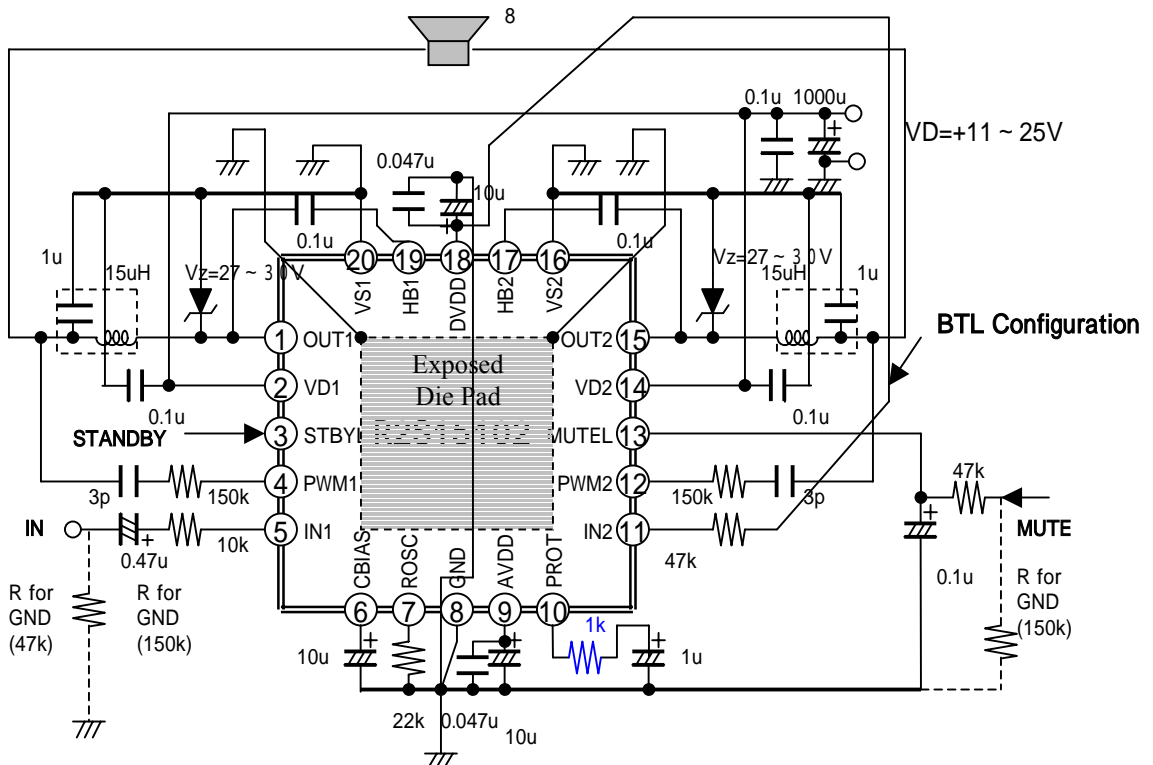 8
0.1u 1000u
VD=+11 ~ 25V
0.047u
10u
0.1u
0.1u
1u
15uH
Vz=27 ~ 30V
Vz=27 ~ 30V
15uH
1u
20 19 18 17 16
VS1
HB1
DVDD
HB2
VS2
BTL Configuration
1 OUT1
OUT2 15
Exposed
Die Pad
2 VD1
VD2 14
0.1u
0.1u
STANDBY
3 STBYL
R2S15102
MUTEL 13
4 PWM1
PWM2 12
3p
150k
150k
3p
47k
IN
5 IN1
IN2 11
MUTE
0.47u
10k
47k
0.1u
CBIAS
ROSC
GND
AVDD
PROT
R for
GND
(47k)
R for
GND
(150k)
R for
GND
(150k)
6 7 8 9 10
1k
10u
1u
22k
0.047u
10u